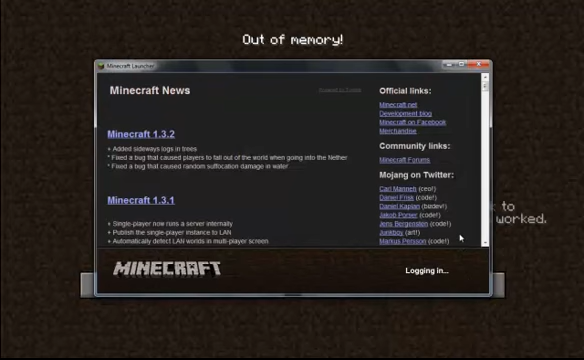 Out of memory!
Minecraft Launcher
Minecraft News
Official links:
Minecraft.net
Development blog
Minecraft on Facebook
Merchandise
Minecraft 1.3.2
+ Added sideways logs in trees
* Fixed a bug that caused players to fall out of the world when going into the Nether
* Fixed a bug that caused random suffocation damage in water
Community links:
Minecraft Forums
Mojang on Twitter:
Carl Manneh (ceo!)
Daniel Frisk (code!)
Daniel Kaplan (bizdev!)
Jakob Porser (code!)
Jens Bergensten (code!)
Junkboy (art!)
Markus Persson (code!)
Minecraft 1.3.1
+ Single-player now runs a server internally
+ Publish the single-player instance to LAN
+ Automatically detect LAN worlds in multi-player screen
to
worked.
MINECRAFT
Logging in...